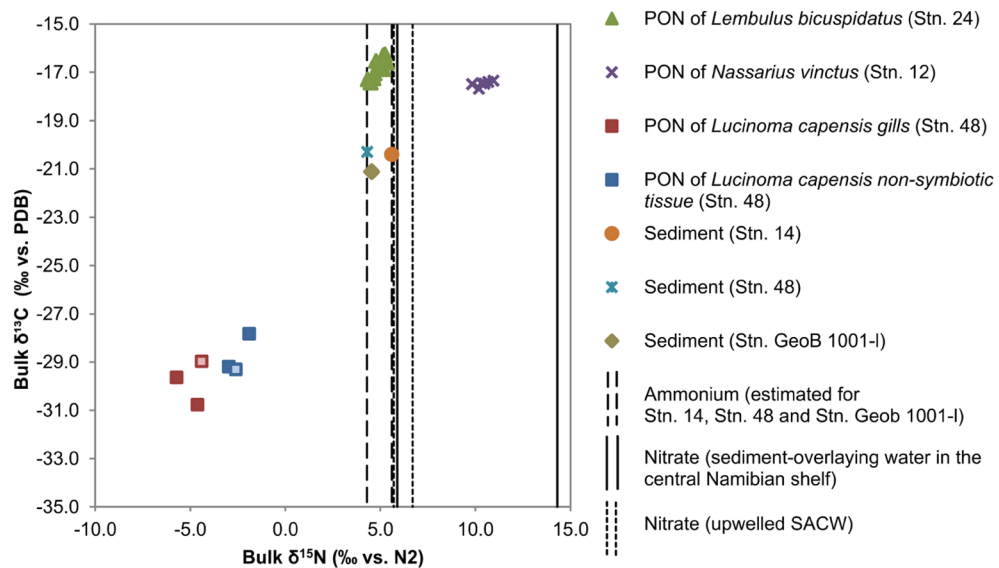 -15.0
-17.0
-19.0
-21.0
-23.0
-25.0
-27.0
-29.0
-31.0
-33.0
-35.0
Bulk δ¹³C (‰ vs. PDB)
-10.0 -5.0 0.0 5.0 10.0 15.0
Bulk δ¹⁵N (‰ vs. N2)
PON of Lembulus bicuspidatus (Stn. 24)
PON of Nassarius vinctus (Stn. 12)
PON of Lucinoma capensis gills (Stn. 48)
PON of Lucinoma capensis non-symbiotic
tissue (Stn. 48)
Sediment (Stn. 14)
Sediment (Stn. 48)
Sediment (Stn. GeoB 1001-I)
Ammonium (estimated for
Stn. 14, Stn. 48 and Stn. Geob 1001-I)
Nitrate (sediment-overlaying water in the
central Namibian shelf)
Nitrate (upwelled SACW)